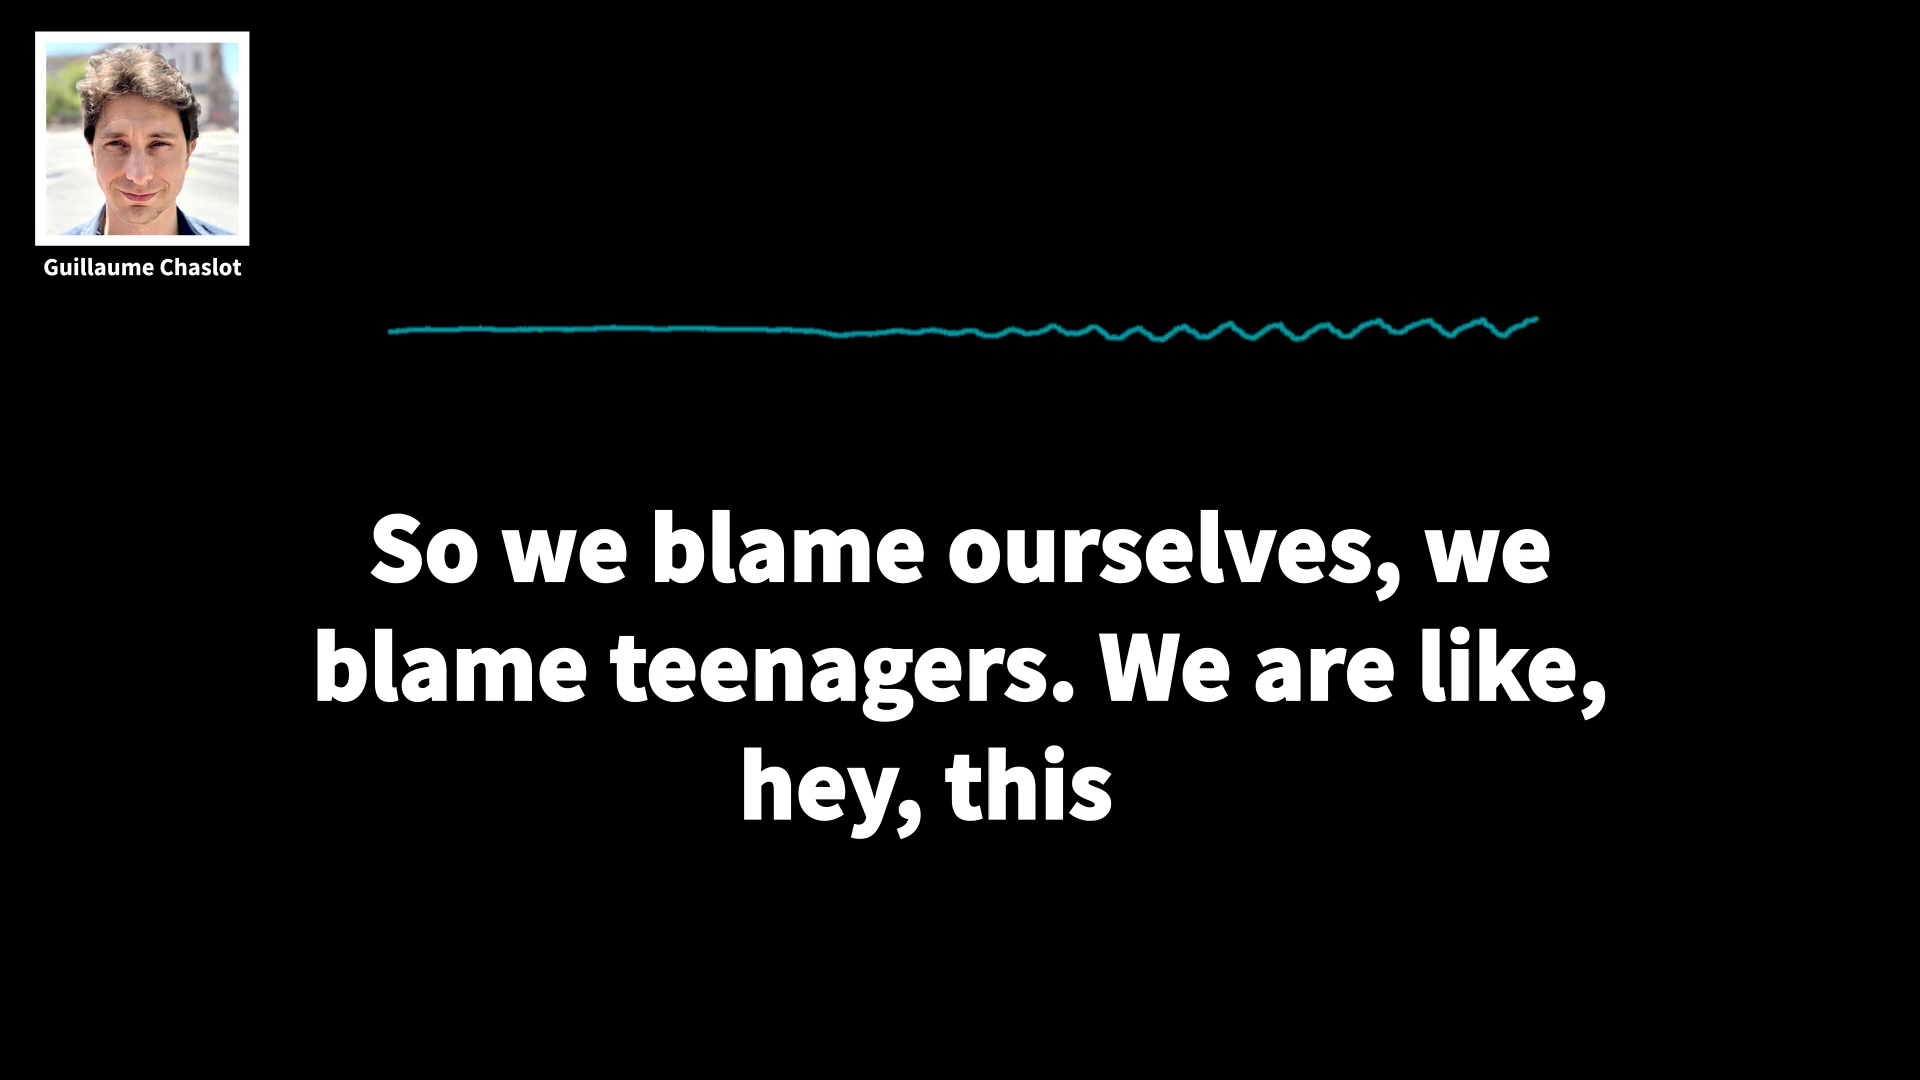 Guillaume Chaslot
So we blame ourselves, we
blame teenagers. We are like,
hey, this